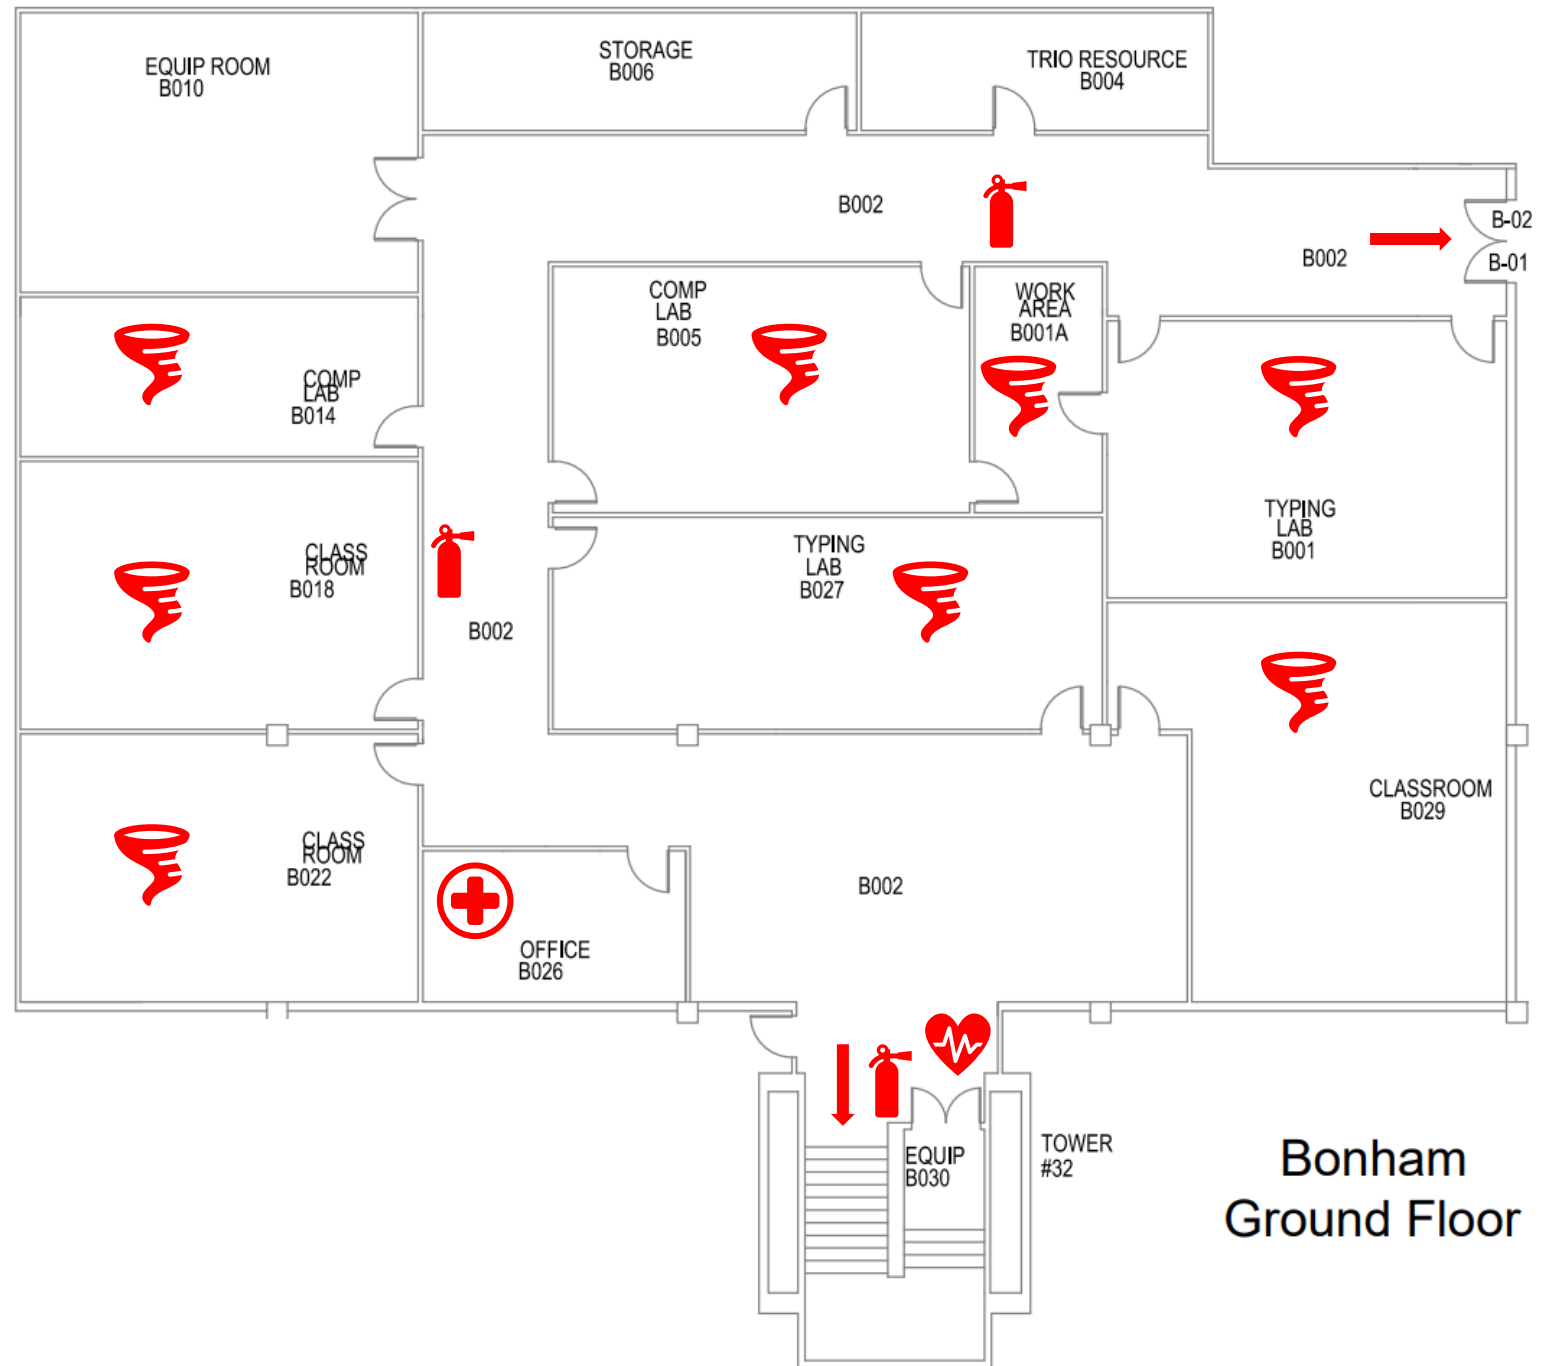 EQUIP ROOM
B010
STORAGE
B006
TRIO RESOURCE
B004
B002
B-02
B002
B-01
COMP
LAB
B005
WORK
AREA
B001A
COMP
LAB
B014
TYPING
LAB
B001
CLASS
ROOM
B018
TYPING
LAB
B027
B002
CLASSROOM
B029
CLASS
ROOM
B022
B002
OFFICE
B026
EQUIP
B030
TOWER
#32
Bonham
Ground Floor